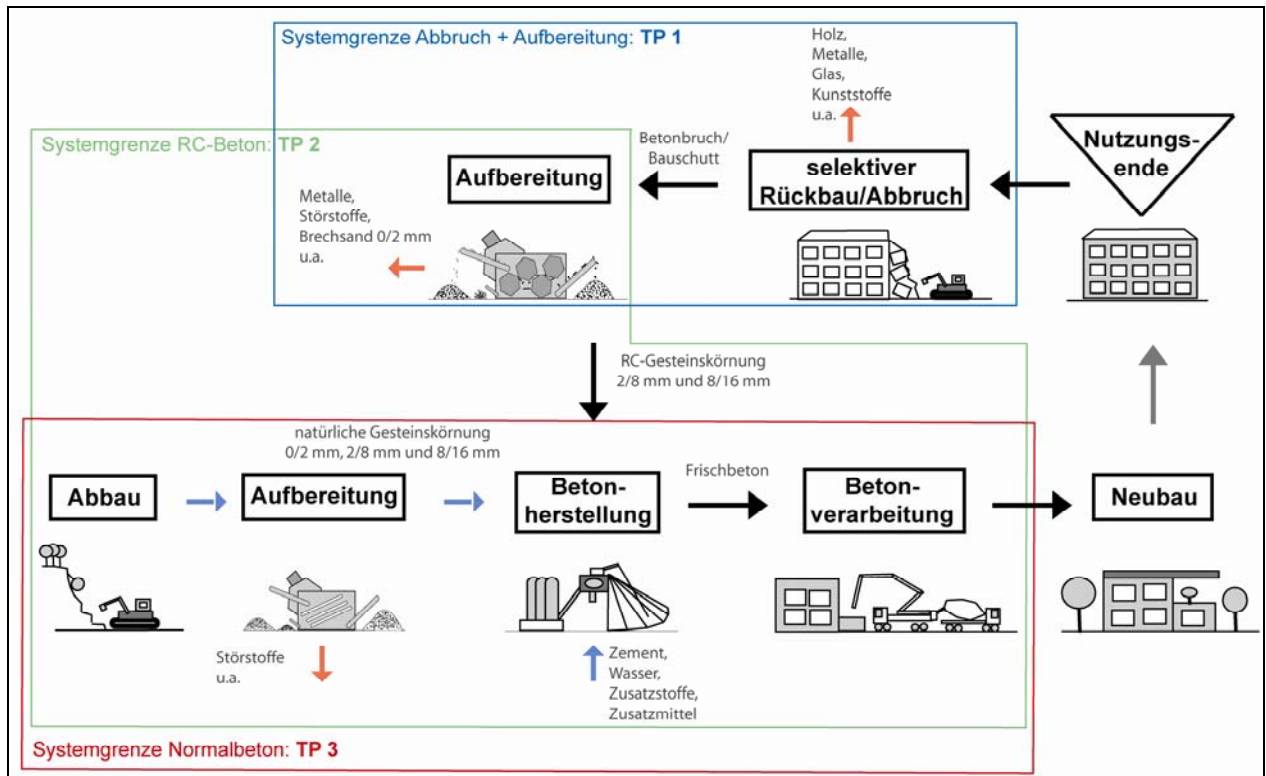 Systemgrenze Abbruch + Aufbereitung: TP 1
Holz,
Metalle,
Glas,
Kunststoffe
u.a.
Systemgrenze RC-Beton: TP 2
Betonbruch/
Bauschutt
Nutzungs-
ende
Aufbereitung
selektiver
Rückbau/Abbruch
Metalle,
Störstoffe,
Brechsand 0/2 mm
u.a.
RC-Gesteinskörnung
2/8 mm und 8/16 mm
natürliche Gesteinskörnung
0/2 mm, 2/8 mm und 8/16 mm
Abbau
Aufbereitung
Beton-
herstellung
Frischbeton
Beton-
verarbeitung
Neubau
Störstoffe
u.a.
Zement,
Wasser,
Zusatzstoffe,
Zusatzmittel
Systemgrenze Normalbeton: TP 3